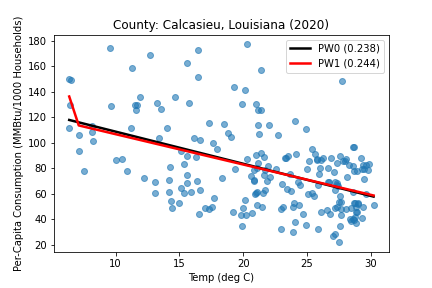 County: Calcasieu, Louisiana (2020)
PW0 (0.238)
PW1 (0.244)
Per-Capita Consumption (MMBtu/1000 Households)
180
160
140
120
100
80
60
40
20
10 15 20 25 30
Temp (deg C)